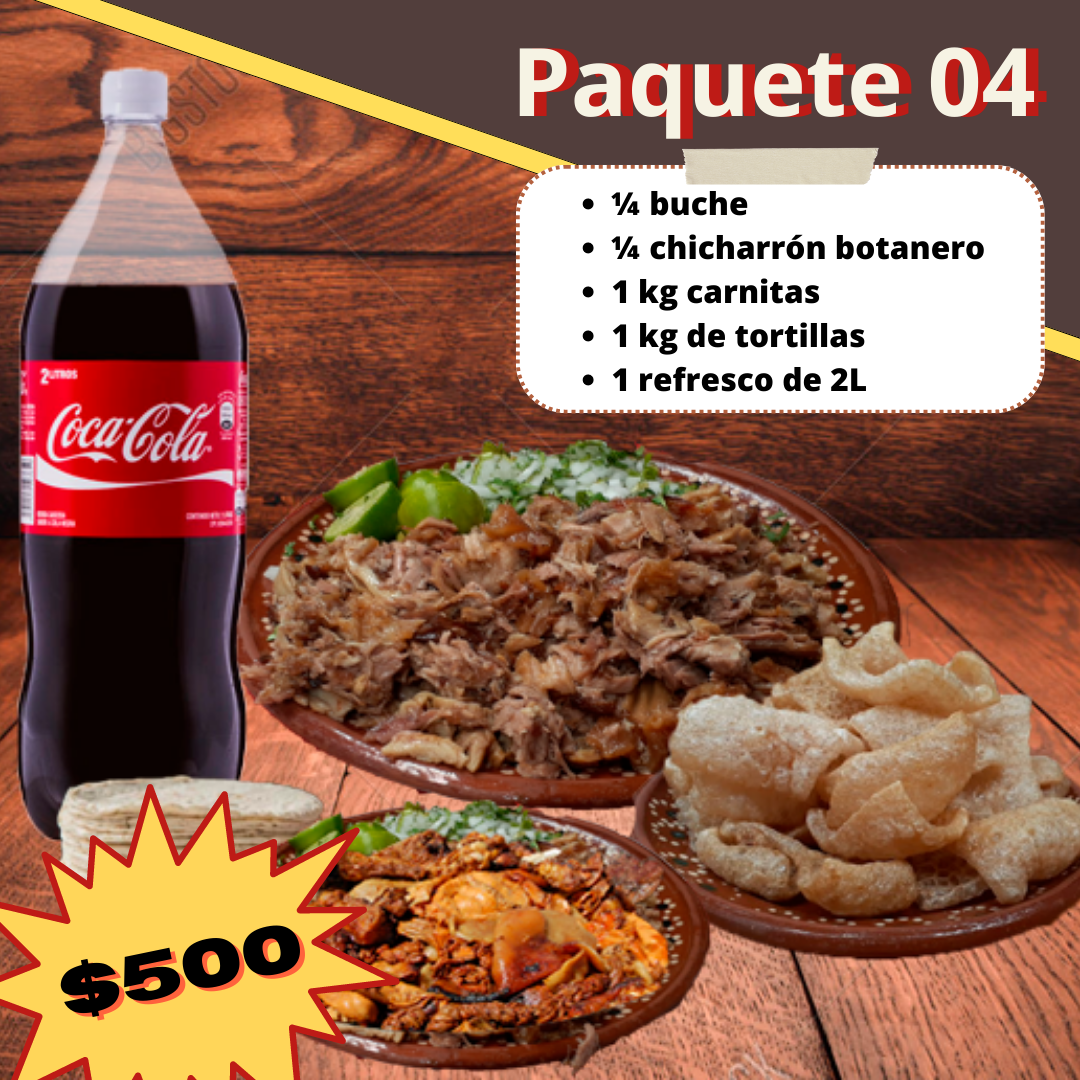 Paquete 04
¼ buche
¼ chicharrón botanero
1 kg carnitas
1 kg de tortillas
1 refresco de 2L
2 LITROS
Coca-Cola
$500